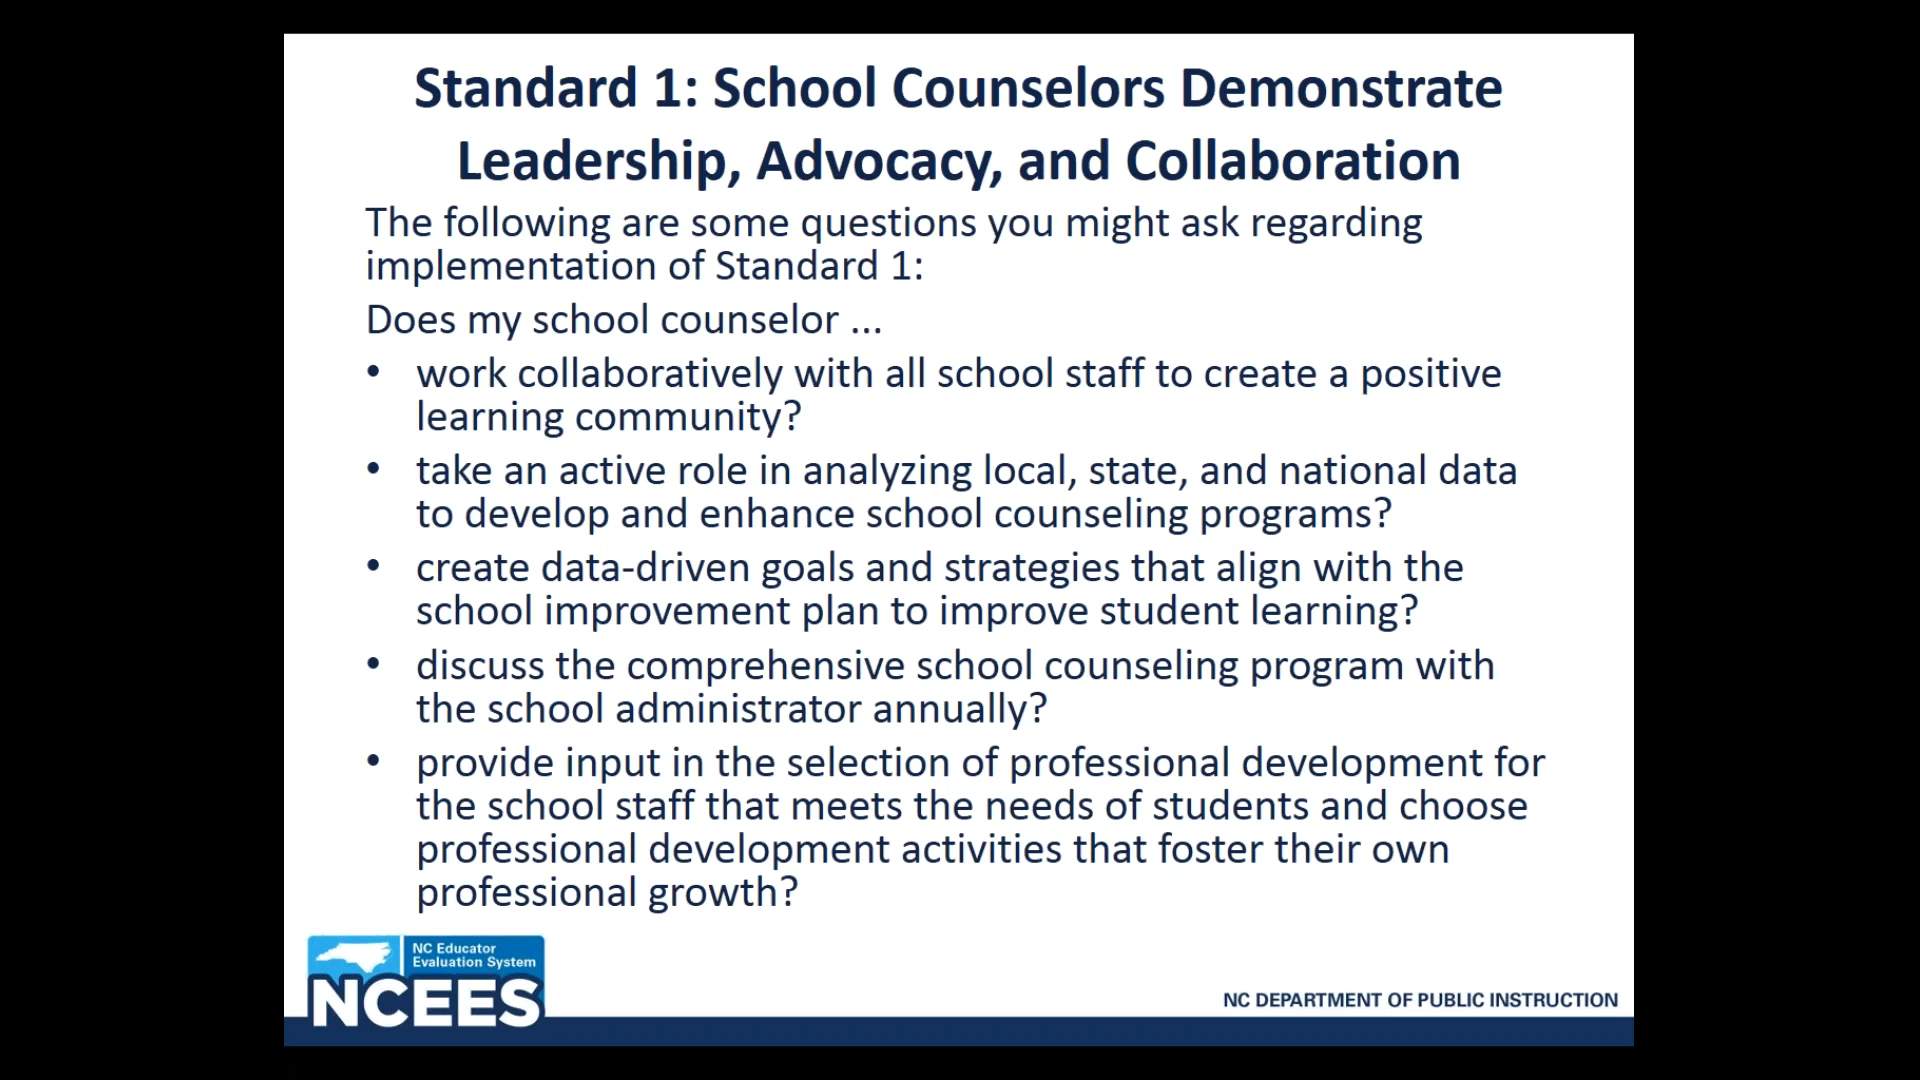 Standard 1: School Counselors Demonstrate
Leadership, Advocacy, and Collaboration
The following are some questions you might ask regarding
implementation of Standard 1:
Does my school counselor ...
• work collaboratively with all school staff to create a positive
learning community?
• take an active role in analyzing local, state, and national data
to develop and enhance school counseling programs?
• create data-driven goals and strategies that align with the
school improvement plan to improve student learning?
• discuss the comprehensive school counseling program with
the school administrator annually?
• provide input in the selection of professional development for
the school staff that meets the needs of students and choose
professional development activities that foster their own
professional growth?
NC Educator
Evaluation System
NCEES
NC DEPARTMENT OF PUBLIC INSTRUCTION